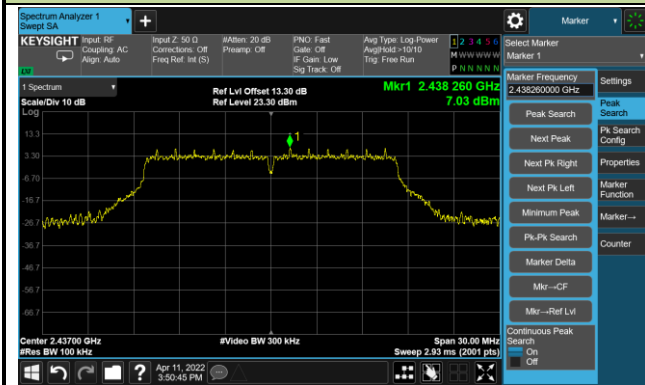 Spectrum Analyzer 1
Swept SA
+
Marker
KEYSIGHT
Input: RF
Coupling: AC
Align: Auto
Input Z: 50 Ω
Corrections: Off
Freq Ref: Int (S)
#Atten: 20 dB
Preamp: Off
PNO: Fast
Gate: Off
IF Gain: Low
Sig Track: Off
Avg Type: Log-Power
Avg|Hold:>10/10
Trig: Free Run
1 2 3 4 5 6
M W W W W W
P N N N N N
Select Marker
Marker 1
1 Spectrum
Scale/Div 10 dB
Log
Ref Lvl Offset 13.30 dB
Ref Level 23.30 dBm
Mkr1 2.438 260 GHz
7.03 dBm
13.3
3.30
-6.70
-16.7
-26.7
-36.7
-46.7
-56.7
-66.7
1
Center 2.43700 GHz
#Res BW 100 kHz
#Video BW 300 kHz
Span 30.00 MHz
Sweep 2.93 ms (2001 pts)
Marker Frequency
2.438260000 GHz
Peak Search
Next Peak
Next Pk Right
Next Pk Left
Minimum Peak
Pk-Pk Search
Marker Delta
Mkr→CF
Mkr→Ref Lvl
Continuous Peak
Search
On
Off
Settings
Peak
Search
Pk Search
Config
Properties
Marker
Function
Marker→
Counter
?
Apr 11, 2022
3:50:45 PM